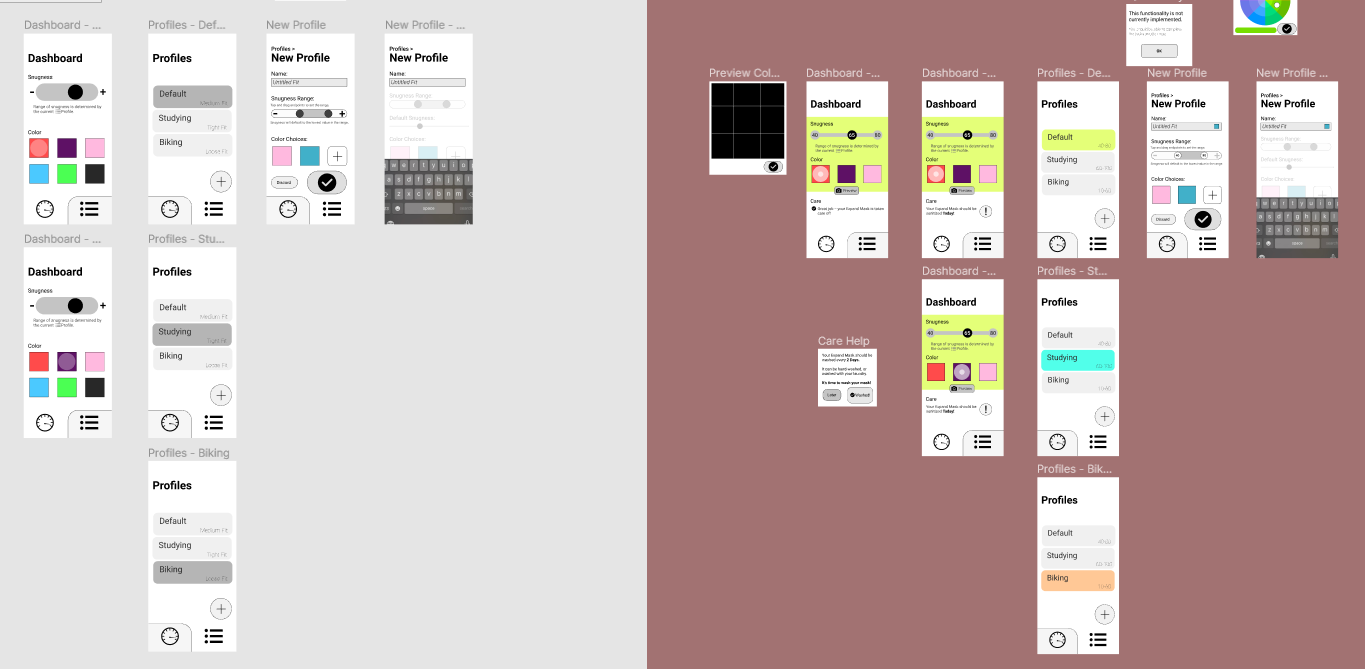 Dashboard - ...
Dashboard
Snugness
- +
Range of snugness is determined by
the current Profile.
Color
Profiles - Def...
Profiles
Default
Medium Fit
Studying
Tight Fit
Biking
Loose Fit
New Profile
Profiles >
New Profile
Name:
Untitled Fit
Snugness Range:
- +
Color Choices:
Discard
New Profile - ...
Profiles >
New Profile
Name:
Untitled Fit
Snugness Range
Default Snugness
Color Choices
Dashboard - ...
Dashboard
Snugness
- +
Range of snugness is determined by
the current Profile.
Color
Profiles - Stu...
Profiles
Default
Medium Fit
Studying
Tight Fit
Biking
Loose Fit
Profiles - Biking
Profiles
Default
Medium Fit
Studying
Tight Fit
Biking
Loose Fit
This functionality is not
currently implemented.
OK
Preview Col...
Dashboard -...
Dashboard
Snugness
40 65 80
Range of snugness is determined by
the current Profile.
Color
Preview
Care
Great job - your Expand Mask is taken
care of!
Dashboard -...
Dashboard
Snugness
40 65 80
Range of snugness is determined by
the current Profile.
Color
Preview
Care
Your Expand Mask should be
sanitized Today!
Profiles - De...
Profiles
Default
Studying
Biking
New Profile
Profiles >
New Profile
Name:
Untitled Fit
Snugness Range:
Color Choices:
Discard
New Profile ...
Profiles >
New Profile
Name:
Untitled Fit
Snugness Range
Default Snugness
Color Choices
Dashboard -...
Dashboard
Snugness
40 65 80
Range of snugness is determined by
the current Profile.
Color
Preview
Care
Your Expand Mask should be
sanitized Today!
Profiles - St...
Profiles
Default
Studying
Biking
Care Help
Your Expand Mask should be
washed every 2 Days.
It can be hand washed, or
washed with your laundry.
It's time to wash your mask!
Later
Washed!
Profiles - Bik...
Profiles
Default
Studying
Biking